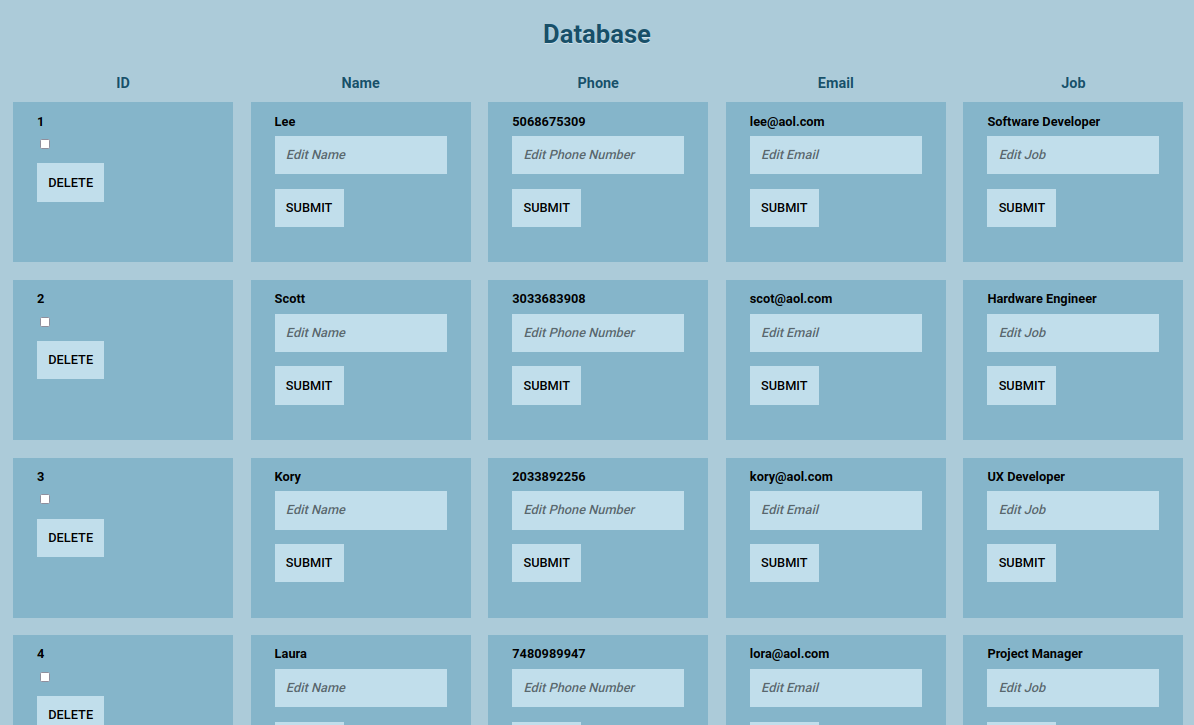 Database
ID Name Phone Email Job
1 Lee 5068675309 lee@aol.com Software Developer
Edit Name Edit Phone Number Edit Email Edit Job
DELETE
SUBMIT SUBMIT SUBMIT SUBMIT
2 Scott 3033683908 scot@aol.com Hardware Engineer
Edit Name Edit Phone Number Edit Email Edit Job
DELETE
SUBMIT SUBMIT SUBMIT SUBMIT
3 Kory 2033892256 kory@aol.com UX Developer
Edit Name Edit Phone Number Edit Email Edit Job
DELETE
SUBMIT SUBMIT SUBMIT SUBMIT
4 Laura 7480989947 lora@aol.com Project Manager
Edit Name Edit Phone Number Edit Email Edit Job
DELETE